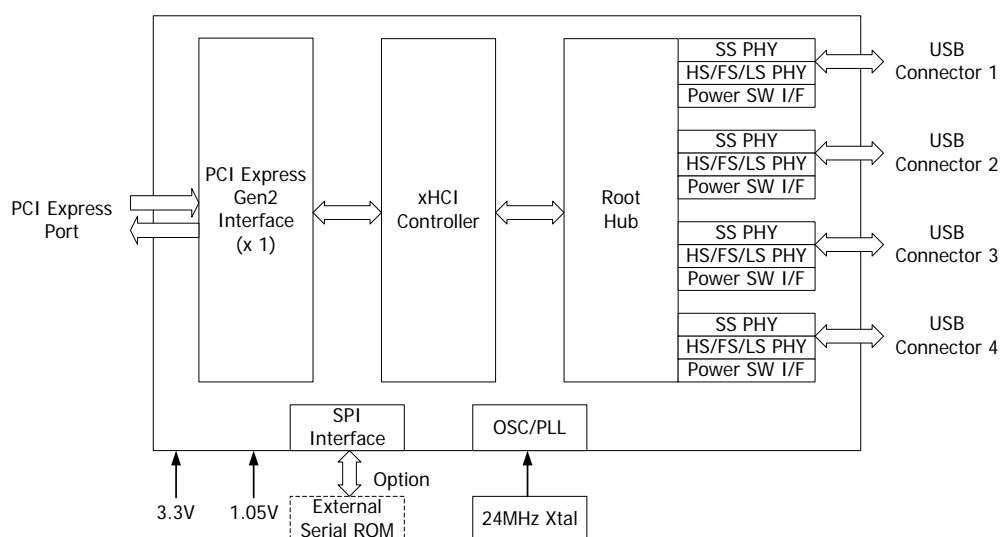 PCI Express
Port
PCI Express
Gen2
Interface
(x 1)
xHCI
Controller
Root
Hub
SS PHY
HS/FS/LS PHY
Power SW I/F
USB
Connector 1
SS PHY
HS/FS/LS PHY
Power SW I/F
USB
Connector 2
SS PHY
HS/FS/LS PHY
Power SW I/F
USB
Connector 3
SS PHY
HS/FS/LS PHY
Power SW I/F
USB
Connector 4
SPI
Interface
OSC/PLL
Option
3.3V
1.05V
External
Serial ROM
24MHz Xtal